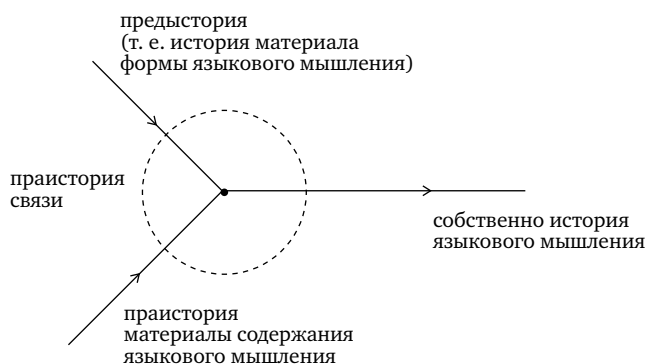 предыстория
(т. е. история материала
формы языкового мышления)
праистория
связи
собственно история
языкового мышления
праистория
материалы содержания
языкового мышления